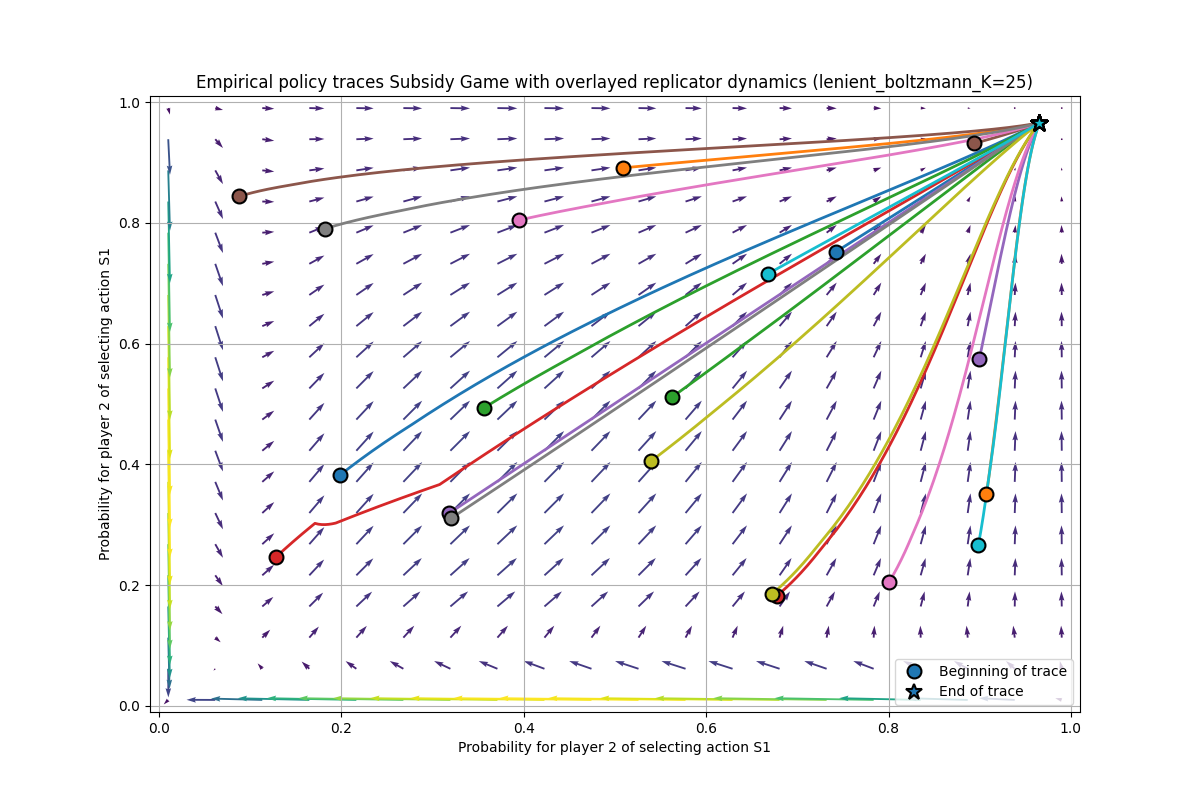 Empirical policy traces Subsidy Game with overlayed replicator dynamics (lenient_boltzmann_K=25)
Probability for player 2 of selecting action S1
1.0
0.8
0.6
0.4
0.2
0.0
0.0 0.2 0.4 0.6 0.8 1.0
Probability for player 2 of selecting action S1
Beginning of trace
End of trace